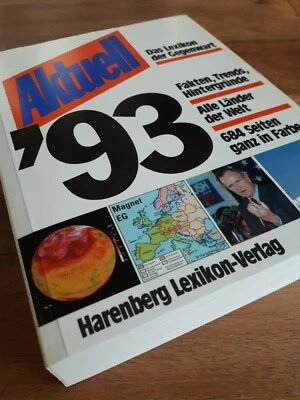 Aktuell
Das Lexikon
der Gegenwart
'93
Fakten, Trends,
Hintergründe
Alle Länder
der Welt
684 Seiten
ganz in Farbe
Magnet
EG
Harenberg Lexikon-Verlag